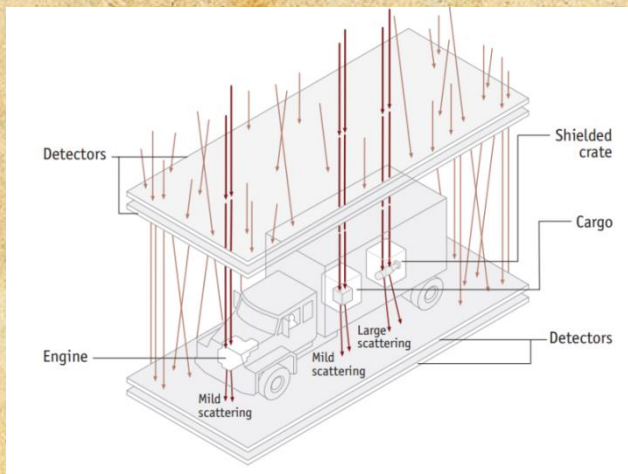 Detectors
Shielded
crate
Cargo
Engine
Large
scattering
Mild
scattering
Mild
scattering
Detectors